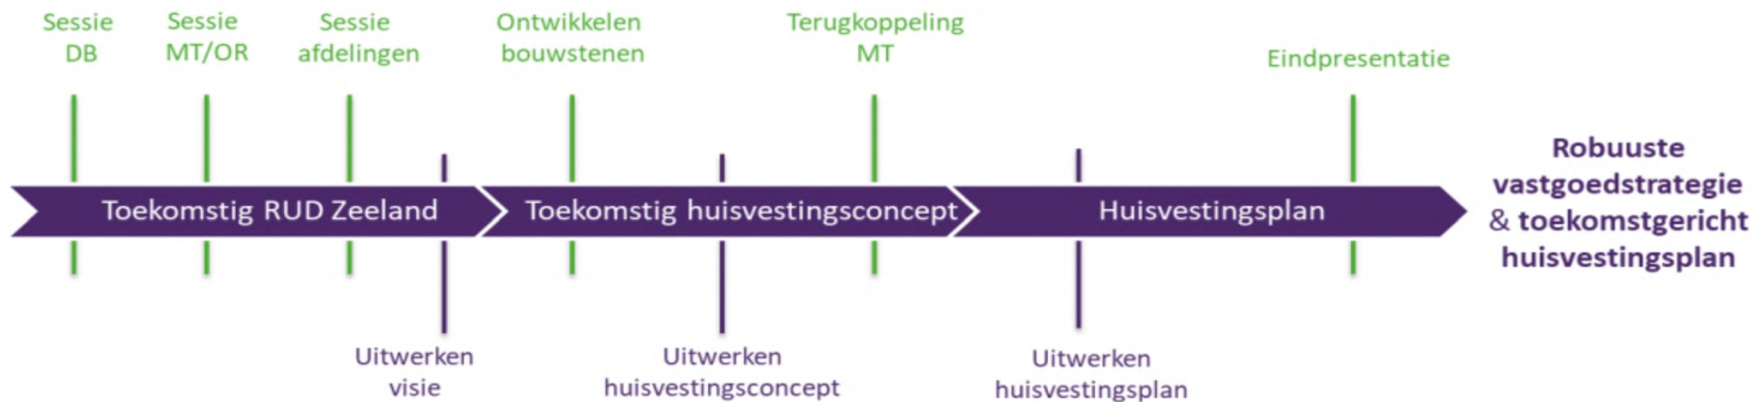 Sessie
DB
Sessie
MT/OR
Sessie
afdelingen
Ontwikkelen
bouwstenen
Terugkoppeling
MT
Eindpresentatie
Toekomstig RUD Zeeland
Toekomstig huisvestingsconcept
Huisvestingsplan
Robuuste
vastgoedstrategie
& toekomstgericht
huisvestingsplan
Uitwerken
visie
Uitwerken
huisvestingsconcept
Uitwerken
huisvestingsplan